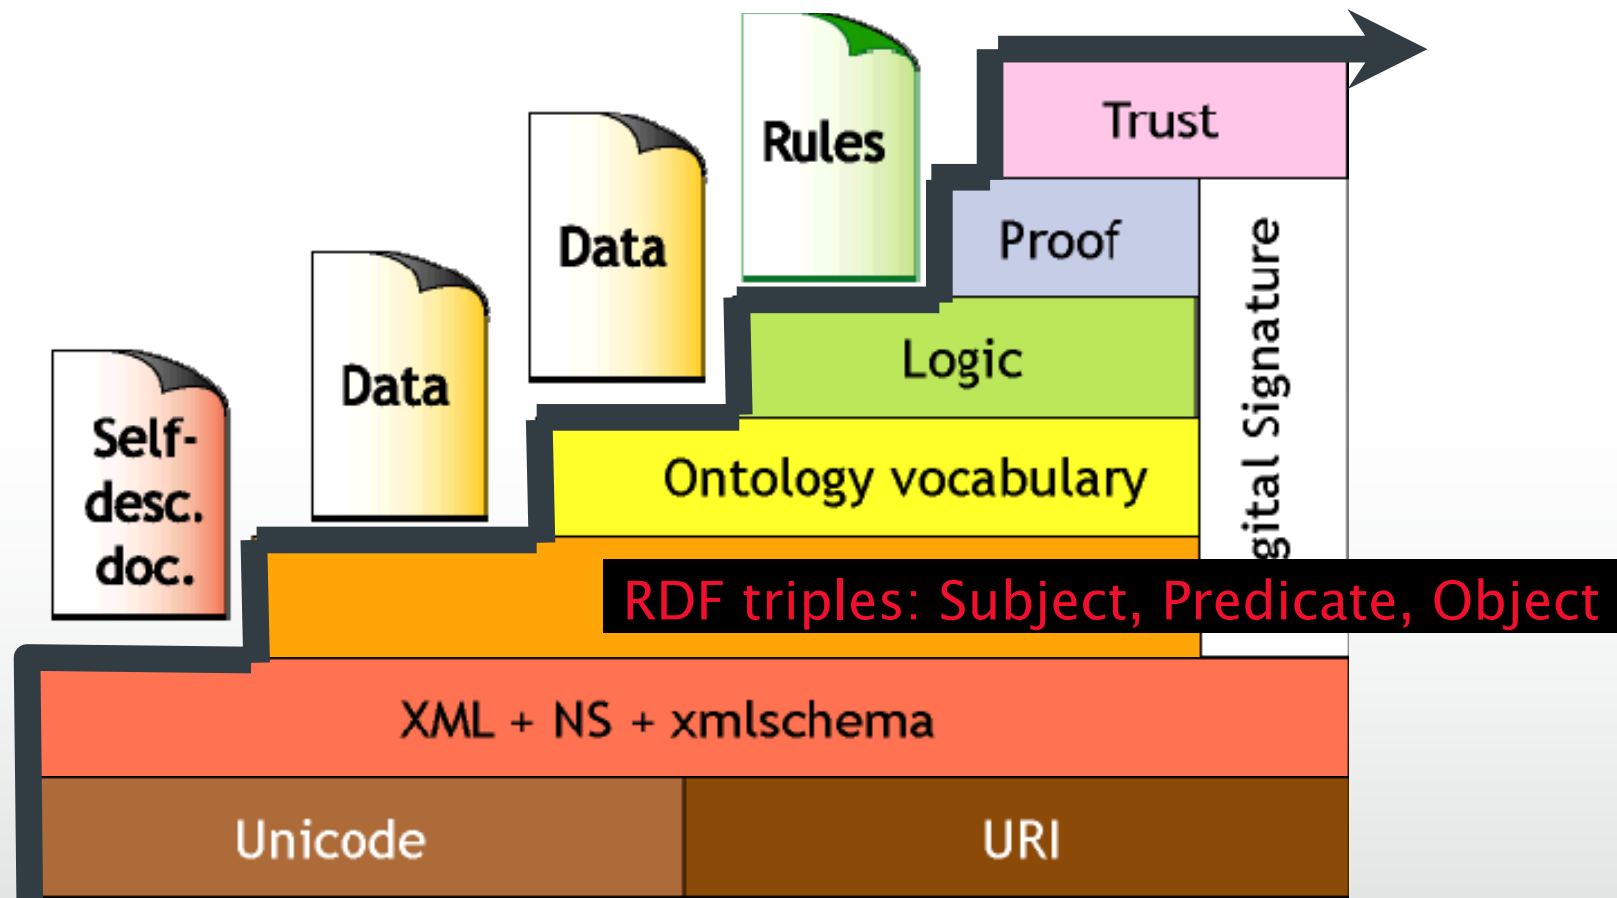 Rules
Trust
Data
Proof
Data
Logic
Self-
desc.
doc.
Ontology vocabulary
gital Signature
RDF triples: Subject, Predicate, Object
XML + NS + xmlschema
Unicode
URI